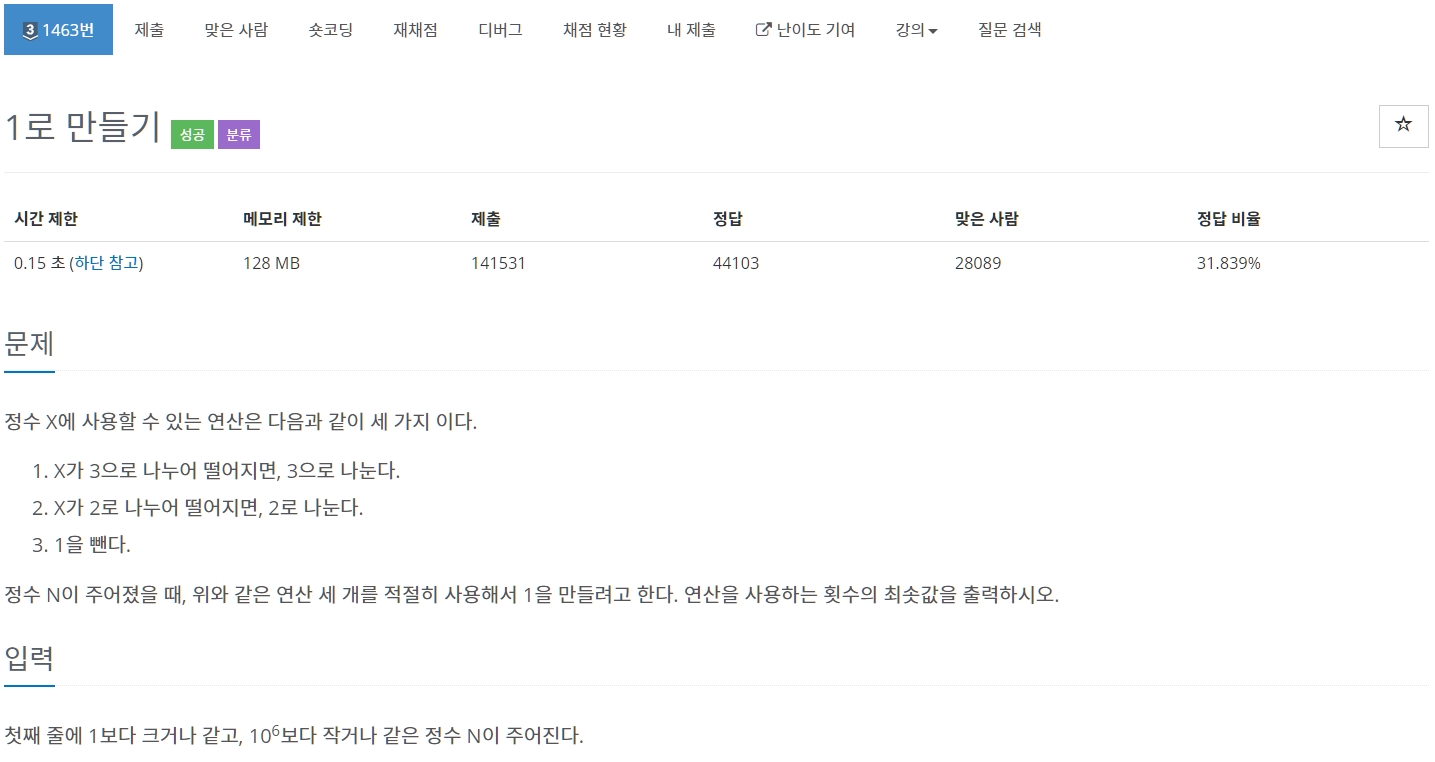 3 1463번 제출 맞은 사람 숏코딩 재채점 디버그 채점 현황 내 제출 난이도 기여 강의 질문 검색
1로 만들기 성공 분류
시간 제한 메모리 제한 제출 정답 맞은 사람 정답 비율
0.15 초 (하단 참고) 128 MB 141531 44103 28089 31.839%
문제
정수 X에 사용할 수 있는 연산은 다음과 같이 세 가지 이다.
1. X가 3으로 나누어 떨어지면, 3으로 나눈다.
2. X가 2로 나누어 떨어지면, 2로 나눈다.
3. 1을 뺀다.
정수 N이 주어졌을 때, 위와 같은 연산 세 개를 적절히 사용해서 1을 만들려고 한다. 연산을 사용하는 횟수의 최솟값을 출력하시오.
입력
첫째 줄에 1보다 크거나 같고, 10⁶보다 작거나 같은 정수 N이 주어진다.